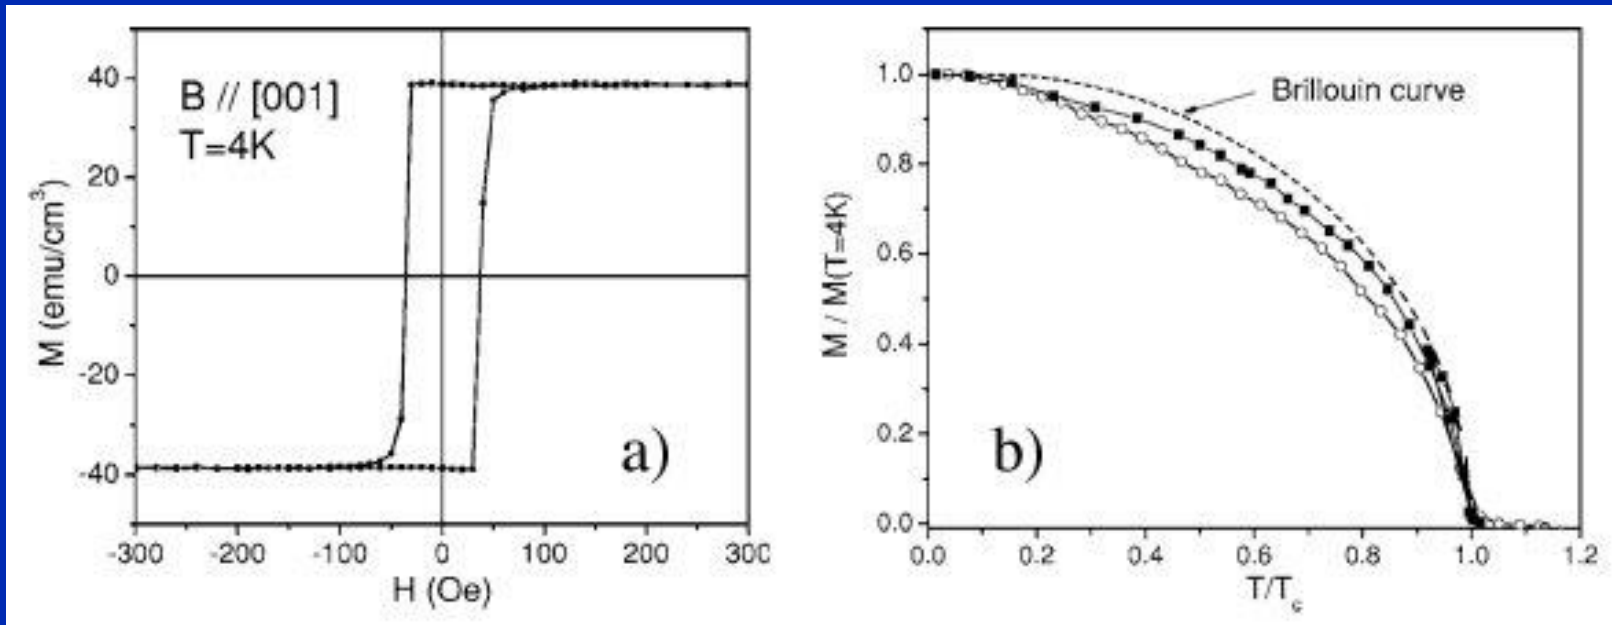 40
20
0
-20
-40
M (emu/cm³)
B // [001]
T=4K
a)
-300 -200 -100 0 100 200 300
H (Oe)
1.0
0.8
0.6
0.4
0.2
0.0
M / M(T=4K)
Brillouin curve
b)
0.0 0.2 0.4 0.6 0.8 1.0 1.2
T/T_c